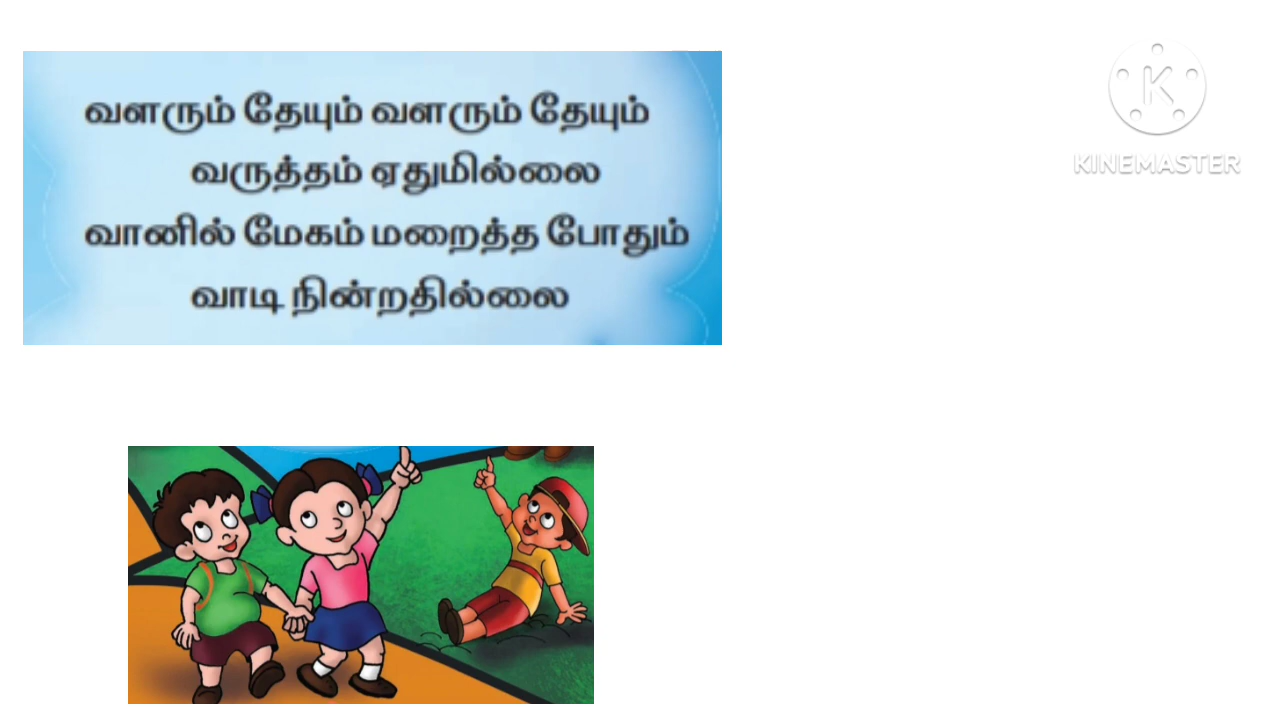 வளரும் தேயும் வளரும் தேயும்
வருத்தம் ஏதுமில்லை
வானில் மேகம் மறைத்த போதும்
வாடி நின்றதில்லை
KINEMASTER